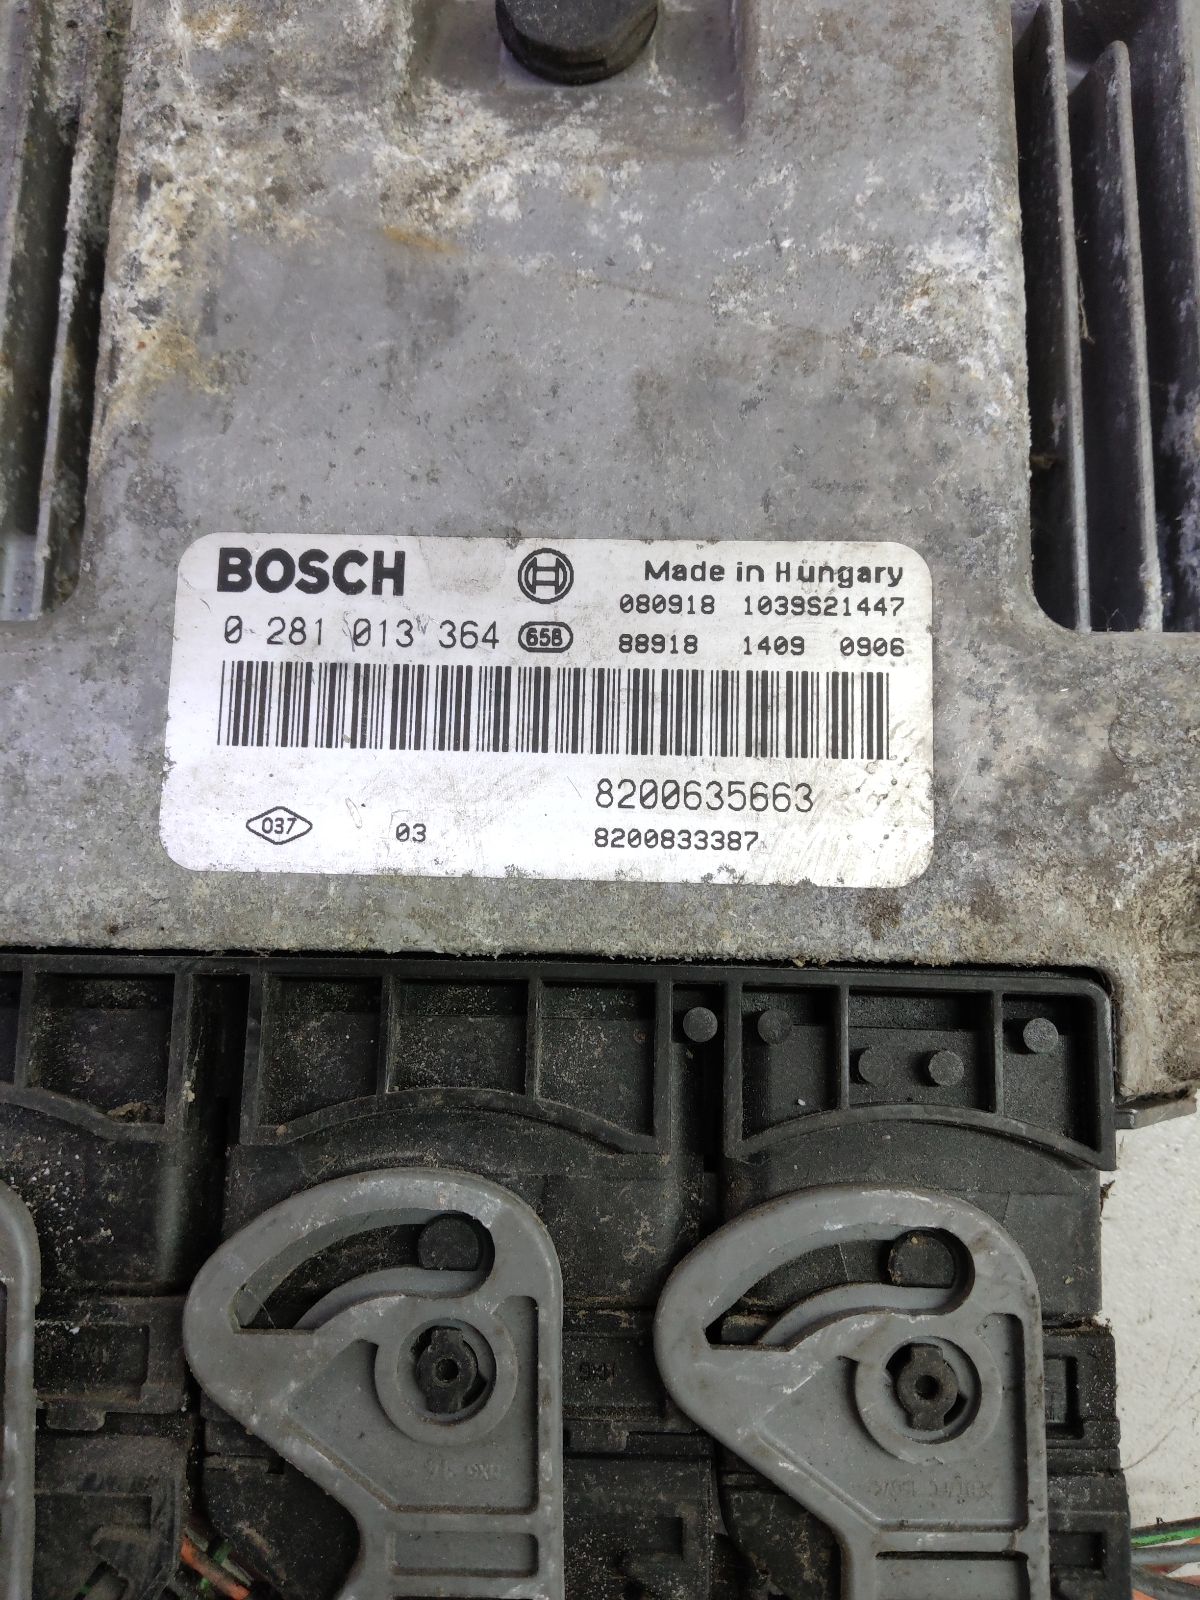 BOSCH
Made in Hungary
080918 1039S21447
0 281 013 364 658 88918 1409 0906
8200635663
037 03 8200833387